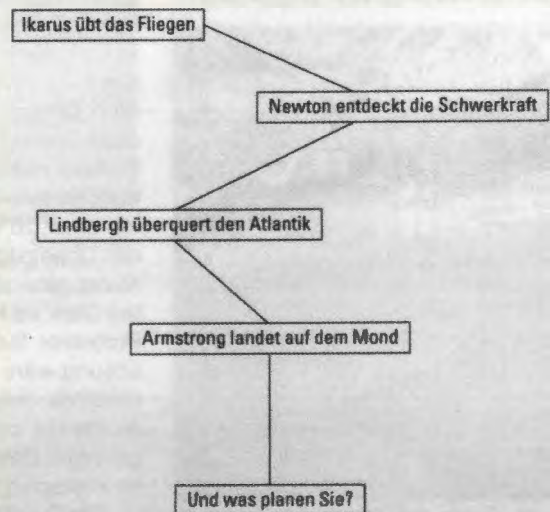 Ikarus übt das Fliegen
Newton entdeckt die Schwerkraft
Lindbergh überquert den Atlantik
Armstrong landet auf dem Mond
Und was planen Sie?